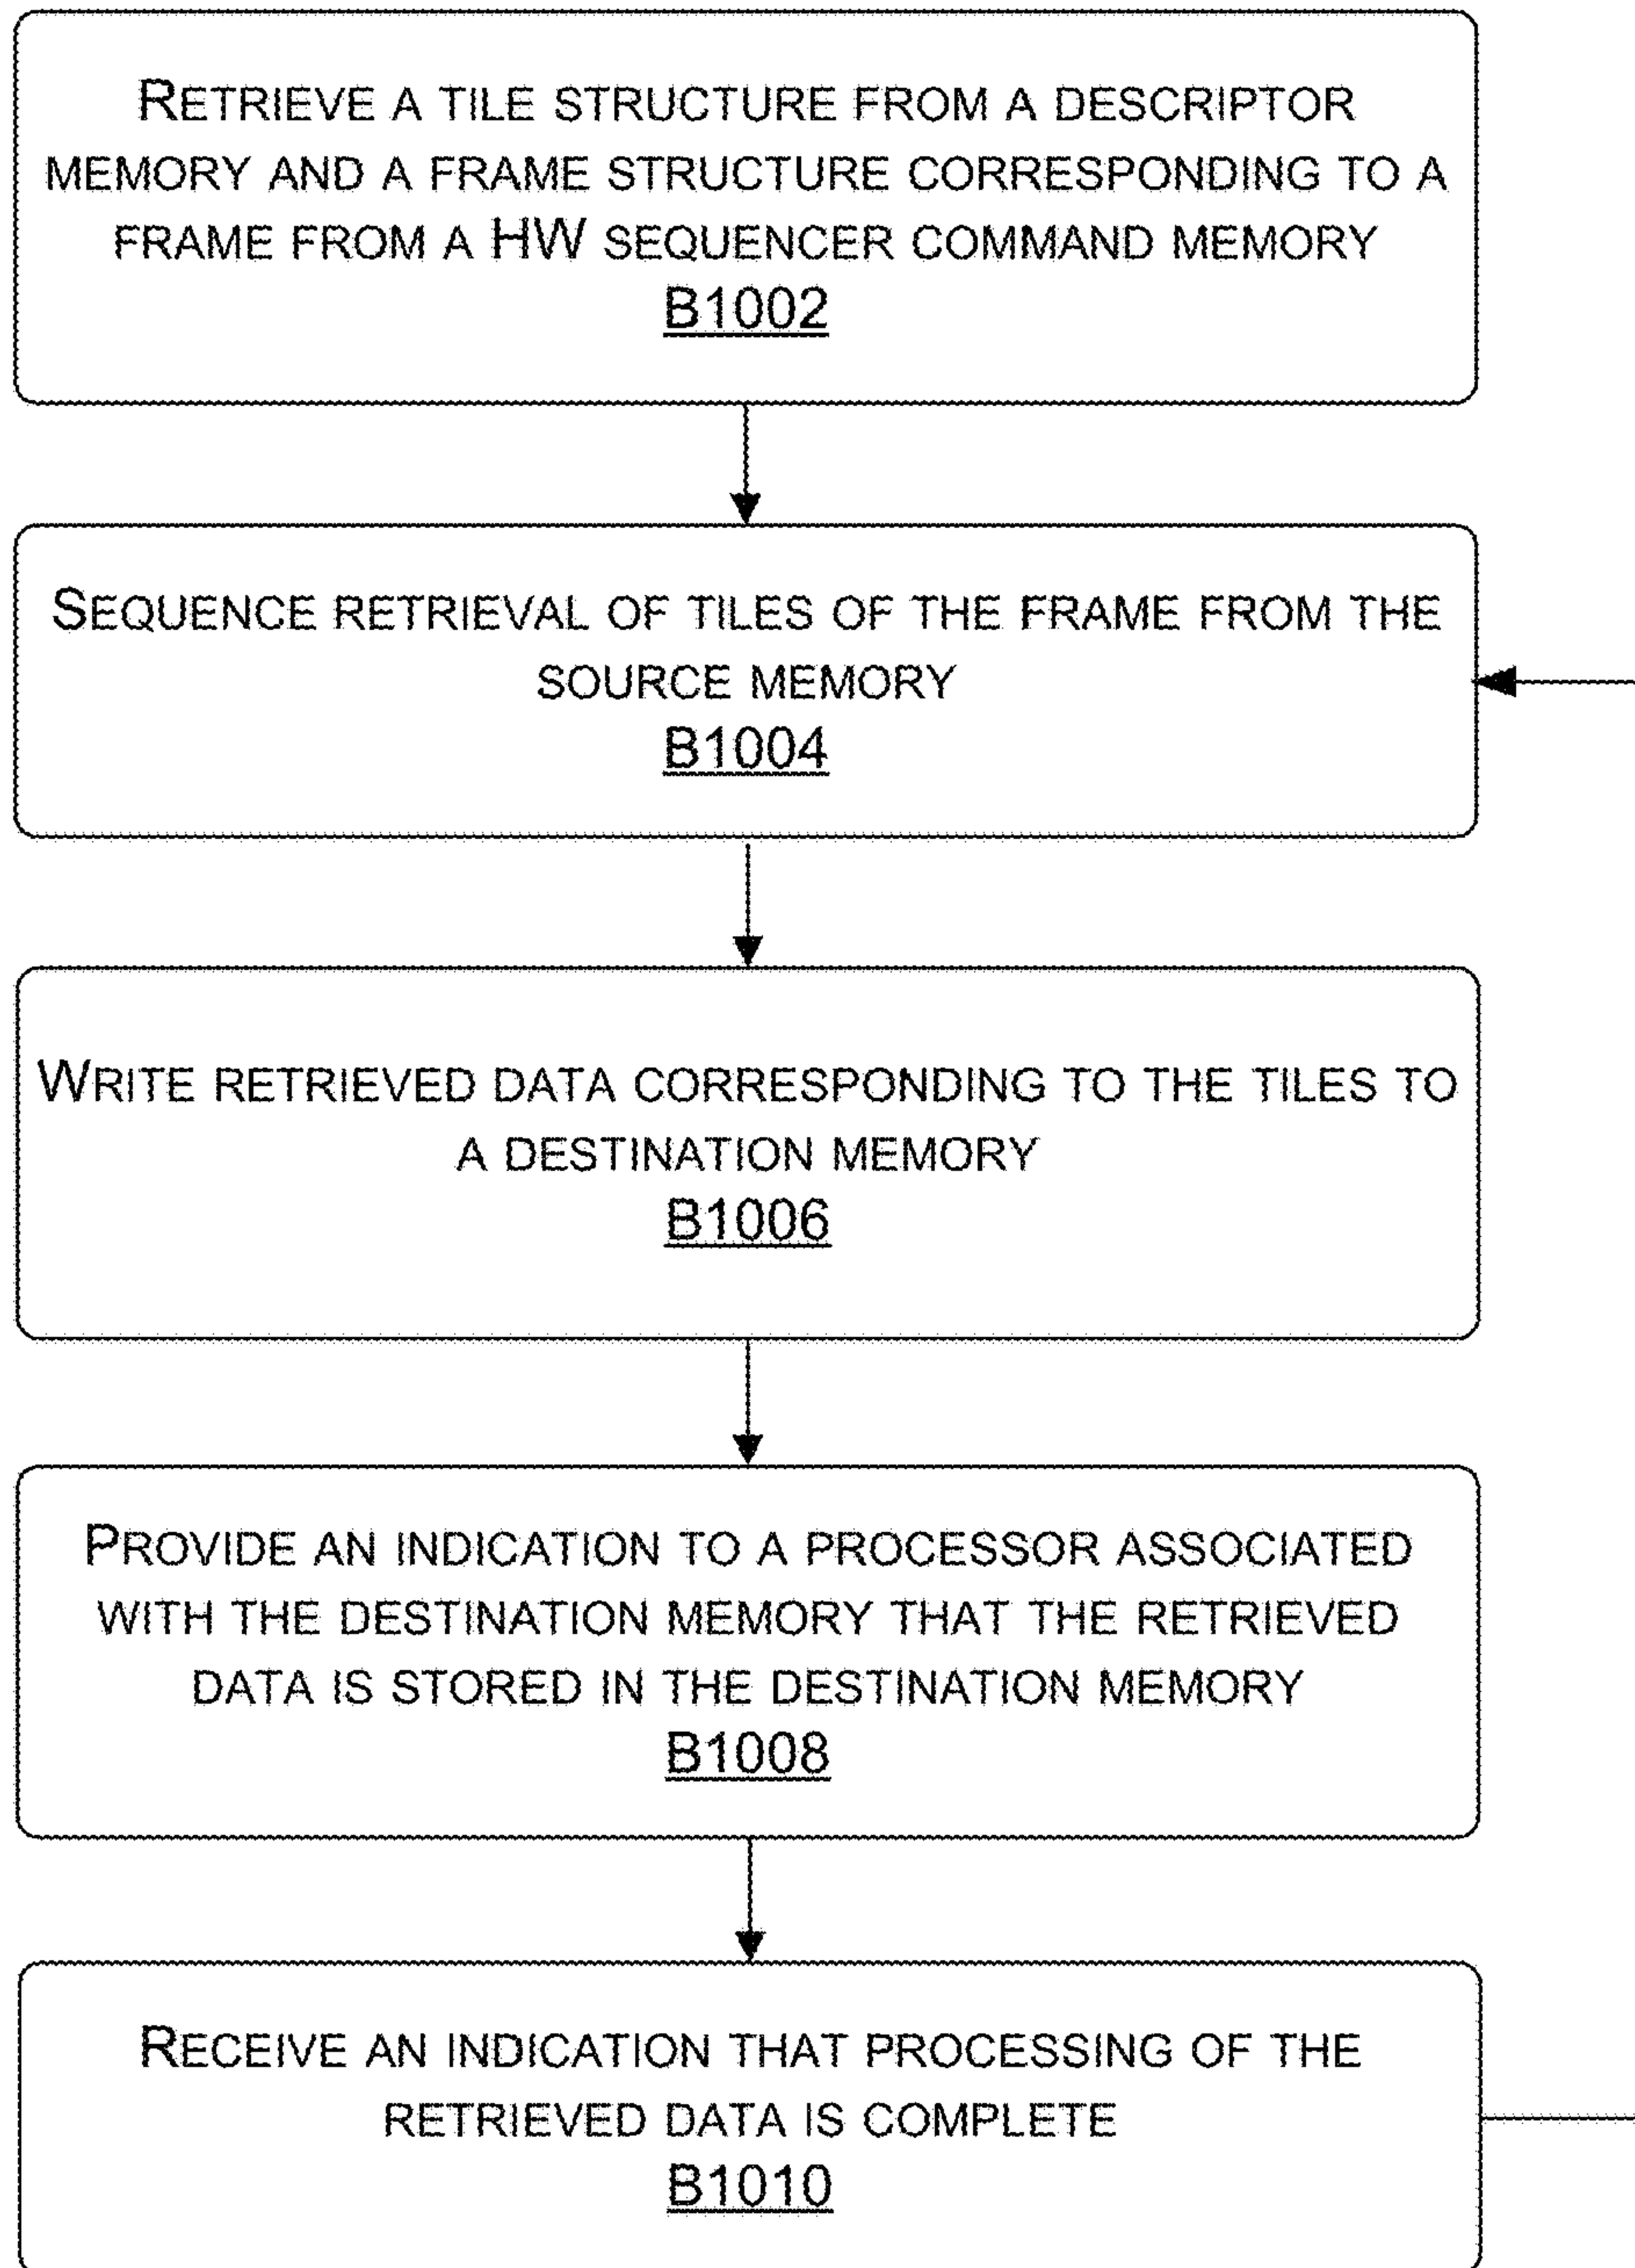 RETRIEVE A TILE STRUCTURE FROM A DESCRIPTOR
MEMORY AND A FRAME STRUCTURE CORRESPONDING TO A
FRAME FROM A HW SEQUENCER COMMAND MEMORY
B1002
SEQUENCE RETRIEVAL OF TILES OF THE FRAME FROM THE
SOURCE MEMORY
B1004
WRITE RETRIEVED DATA CORRESPONDING TO THE TILES TO
A DESTINATION MEMORY
B1006
PROVIDE AN INDICATION TO A PROCESSOR ASSOCIATED
WITH THE DESTINATION MEMORY THAT THE RETRIEVED
DATA IS STORED IN THE DESTINATION MEMORY
B1008
RECEIVE AN INDICATION THAT PROCESSING OF THE
RETRIEVED DATA IS COMPLETE
B1010